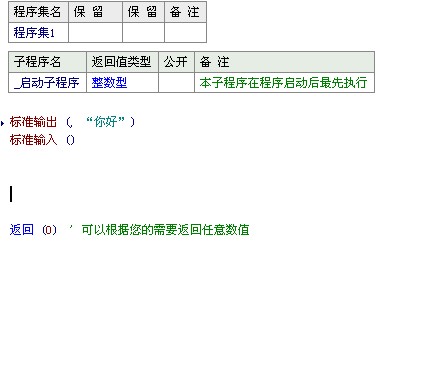 程序集名 保 留 保 留 备 注
程序集1
子程序名 返回值类型 公开 备 注
_启动子程序 整数型 本子程序在程序启动后最先执行
标准输出 (, “你好”)
标准输入 ()
返回 (0) ' 可以根据您的需要返回任意数值